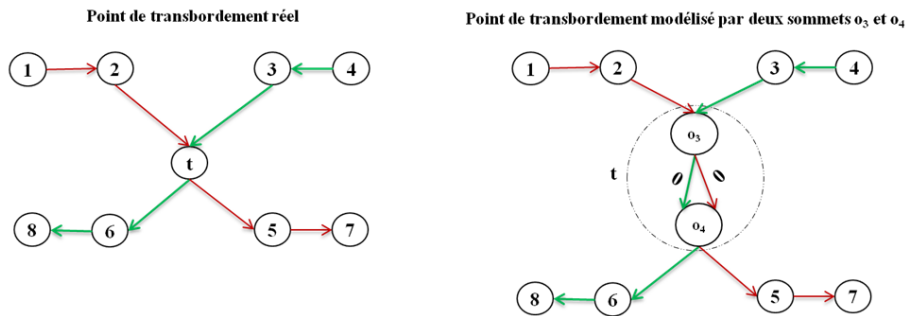 Point de transbordement réel
1 2 3 4
t
8 6 5 7
Point de transbordement modélisé par deux sommets o₃ et o₄
1 2 3 4
o₃
t 0 0
o₄
8 6 5 7